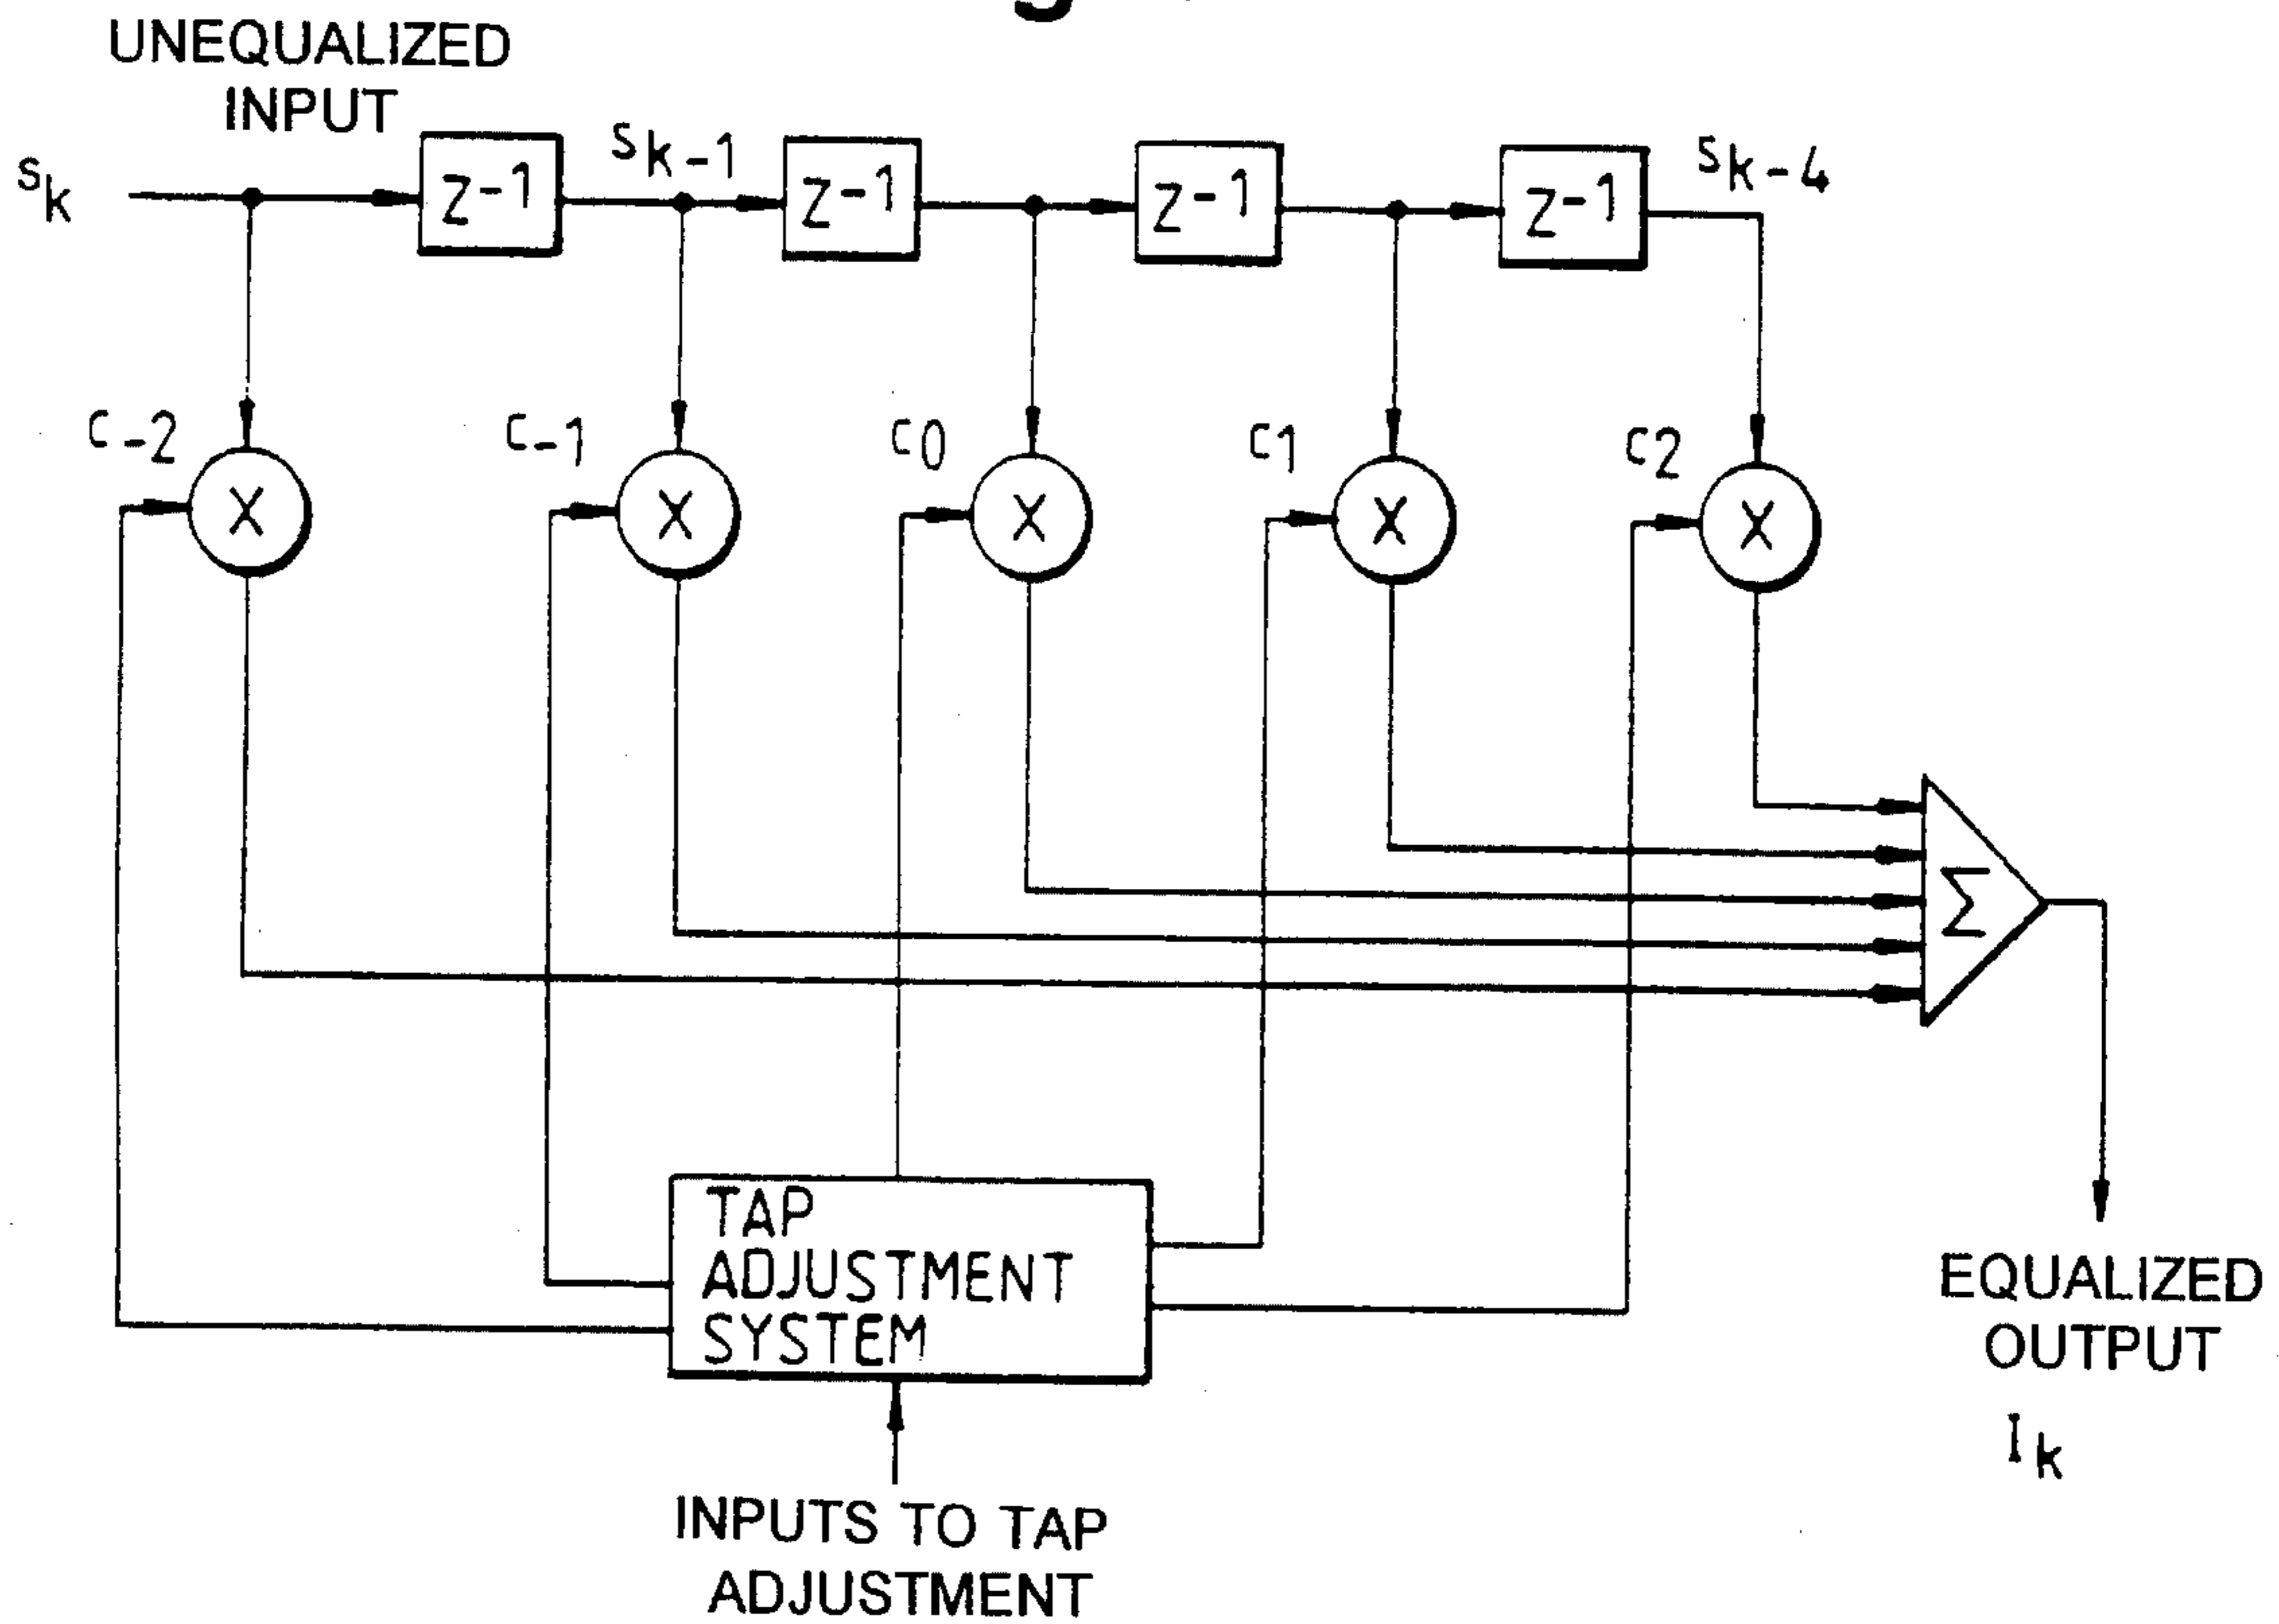 UNEQUALIZED
INPUT
sk
z-1
sk-1
z-1
z-1
z-1
sk-4
c-2
c-1
c0
c1
c2
X
X
X
X
X
Σ
TAP
ADJUSTMENT
SYSTEM
EQUALIZED
OUTPUT
Ik
INPUTS TO TAP
ADJUSTMENT